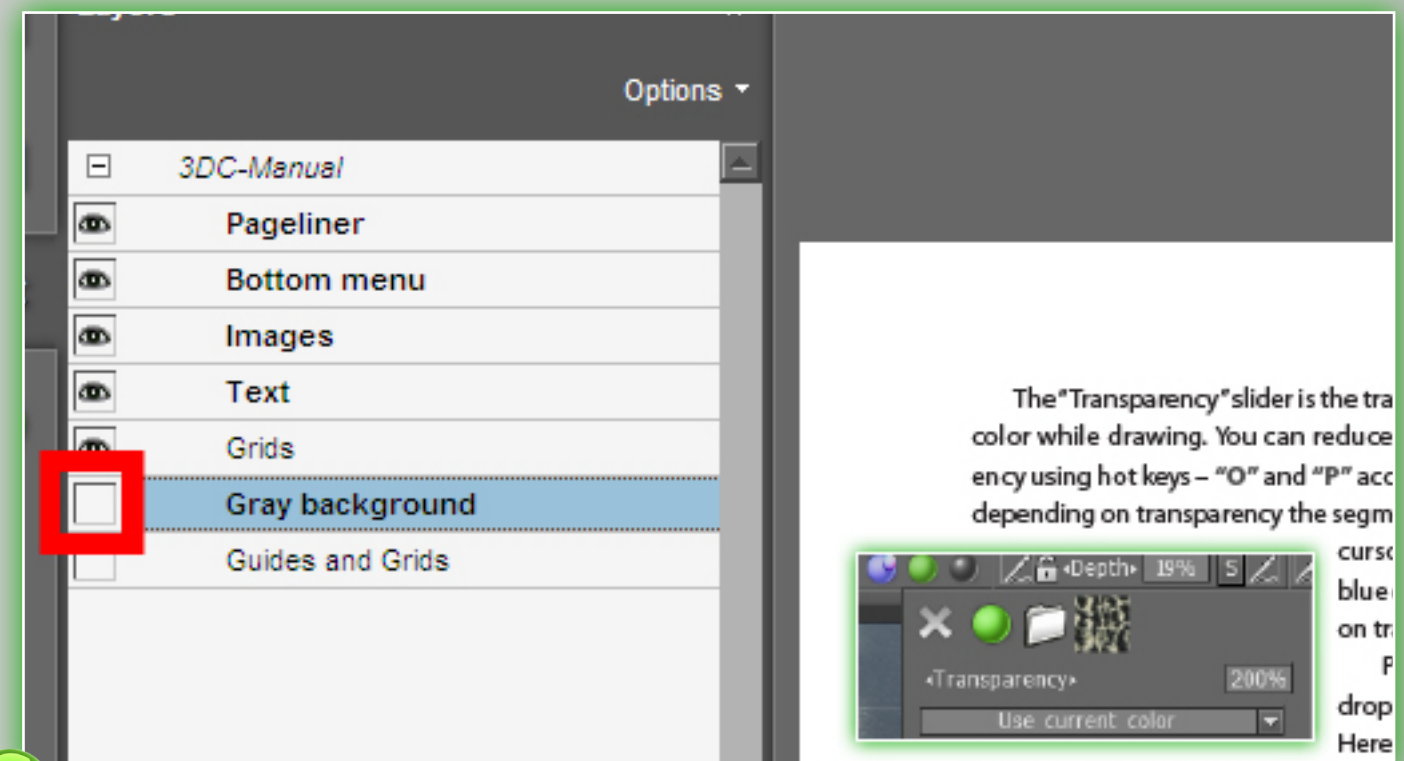 Options
3DC-Manual
Pageliner
Bottom menu
Images
Text
Grids
Gray background
Guides and Grids
The “Transparency” slider is the tra
color while drawing. You can reduce
ency using hot keys – “O” and “P” acc
depending on transparency the segm
curso
blue
on tr
drop
Here
Depth 19% S
Transparency 200%
Use current color